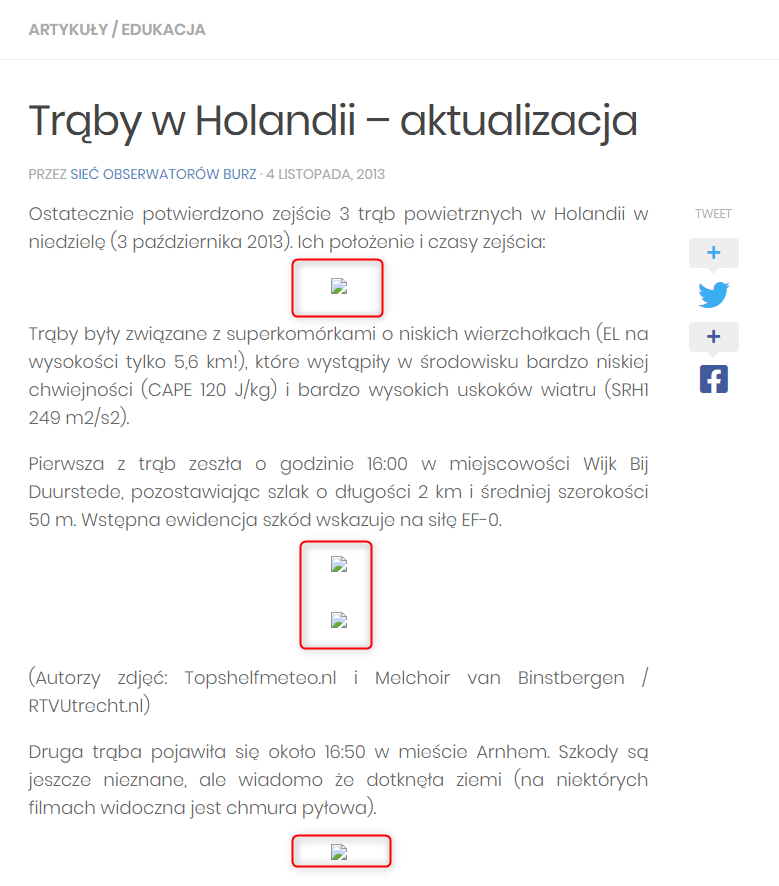 ARTYKUŁY / EDUKACJA
Trąby w Holandii – aktualizacja
PRZEZ SIEĆ OBSERWATORÓW BURZ · 4 LISTOPADA, 2013
Ostatecznie potwierdzono zejście 3 trąb powietrznych w Holandii w
niedzielę (3 października 2013). Ich położenie i czasy zejścia:
TWEET
+
+
Trąby były związane z superkomórkami o niskich wierzchołkach (EL na
wysokości tylko 5,6 km!), które wystąpiły w środowisku bardzo niskiej
chwiejności (CAPE 120 J/kg) i bardzo wysokich uskoków wiatru (SRH1
249 m2/s2).
Pierwsza z trąb zeszła o godzinie 16:00 w miejscowości Wijk Bij
Duurstede, pozostawiając szlak o długości 2 km i średniej szerokości
50 m. Wstępna ewidencja szkód wskazuje na siłę EF-0.
(Autorzy zdjęć: Topshelfmeteo.nl i Melchoir van Binstbergen /
RTVUtrecht.nl)
Druga trąba pojawiła się około 16:50 w mieście Arnhem. Szkody są
jeszcze nieznane, ale wiadomo że dotknęła ziemi (na niektórych
filmach widoczna jest chmura pyłowa).